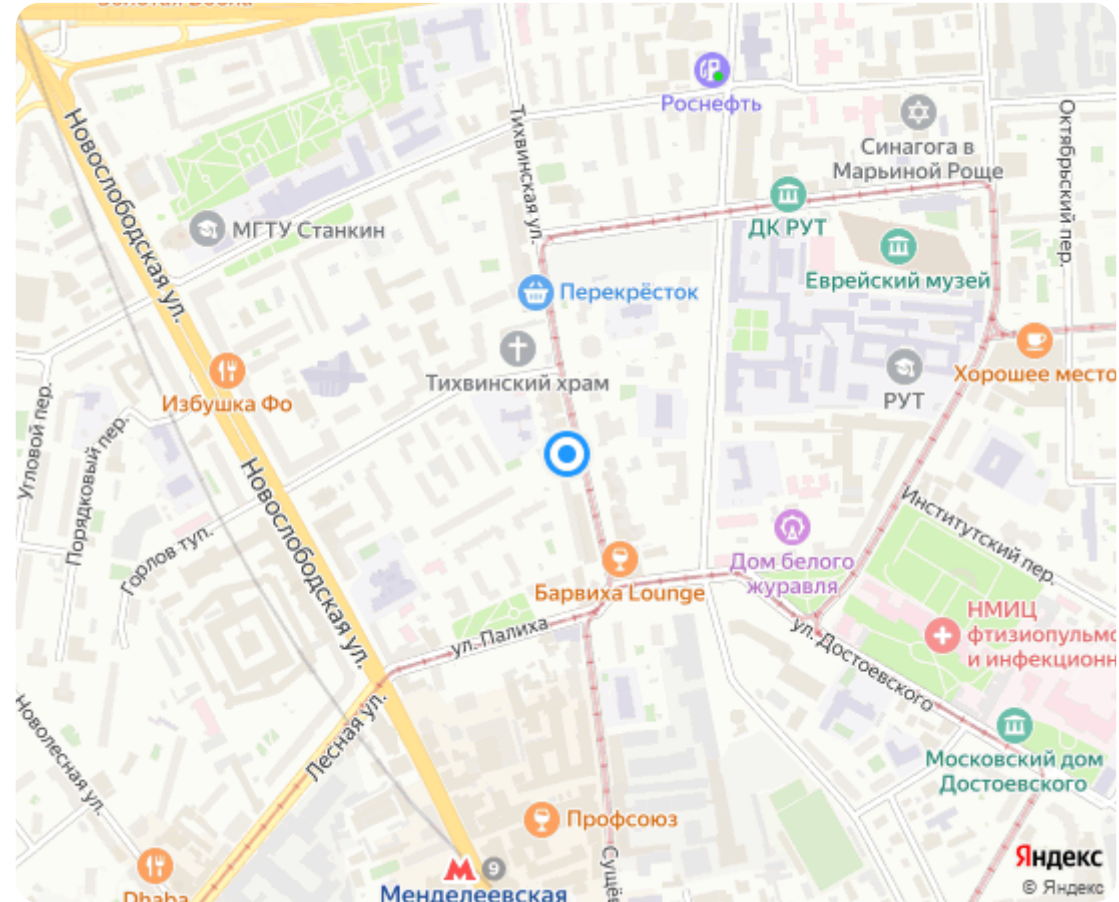 Новослободская ул.
Тихвинская ул.
Роснефть
Синагога в
Марьиной Роще
Октябрьский пер.
МГТУ Станкин
ДК РУТ
Еврейский музей
Перекрёсток
Тихвинский храм
Избушка Фо
РУТ
Хорошее место
Угловой пер.
Порядковый пер.
Горлов туп.
Новослободская ул.
Институтский пер.
Дом белого
журавля
Барвиха Lounge
ул. Палиха
ул. Достоевского
НМИЦ
фтизиопульмо
и инфекционн
Новолесная ул.
Лесная ул.
Московский дом
Достоевского
Профсоюз
Сущёв
Dhaba
М 9
Менделеевская
Яндекс
© Яндекс